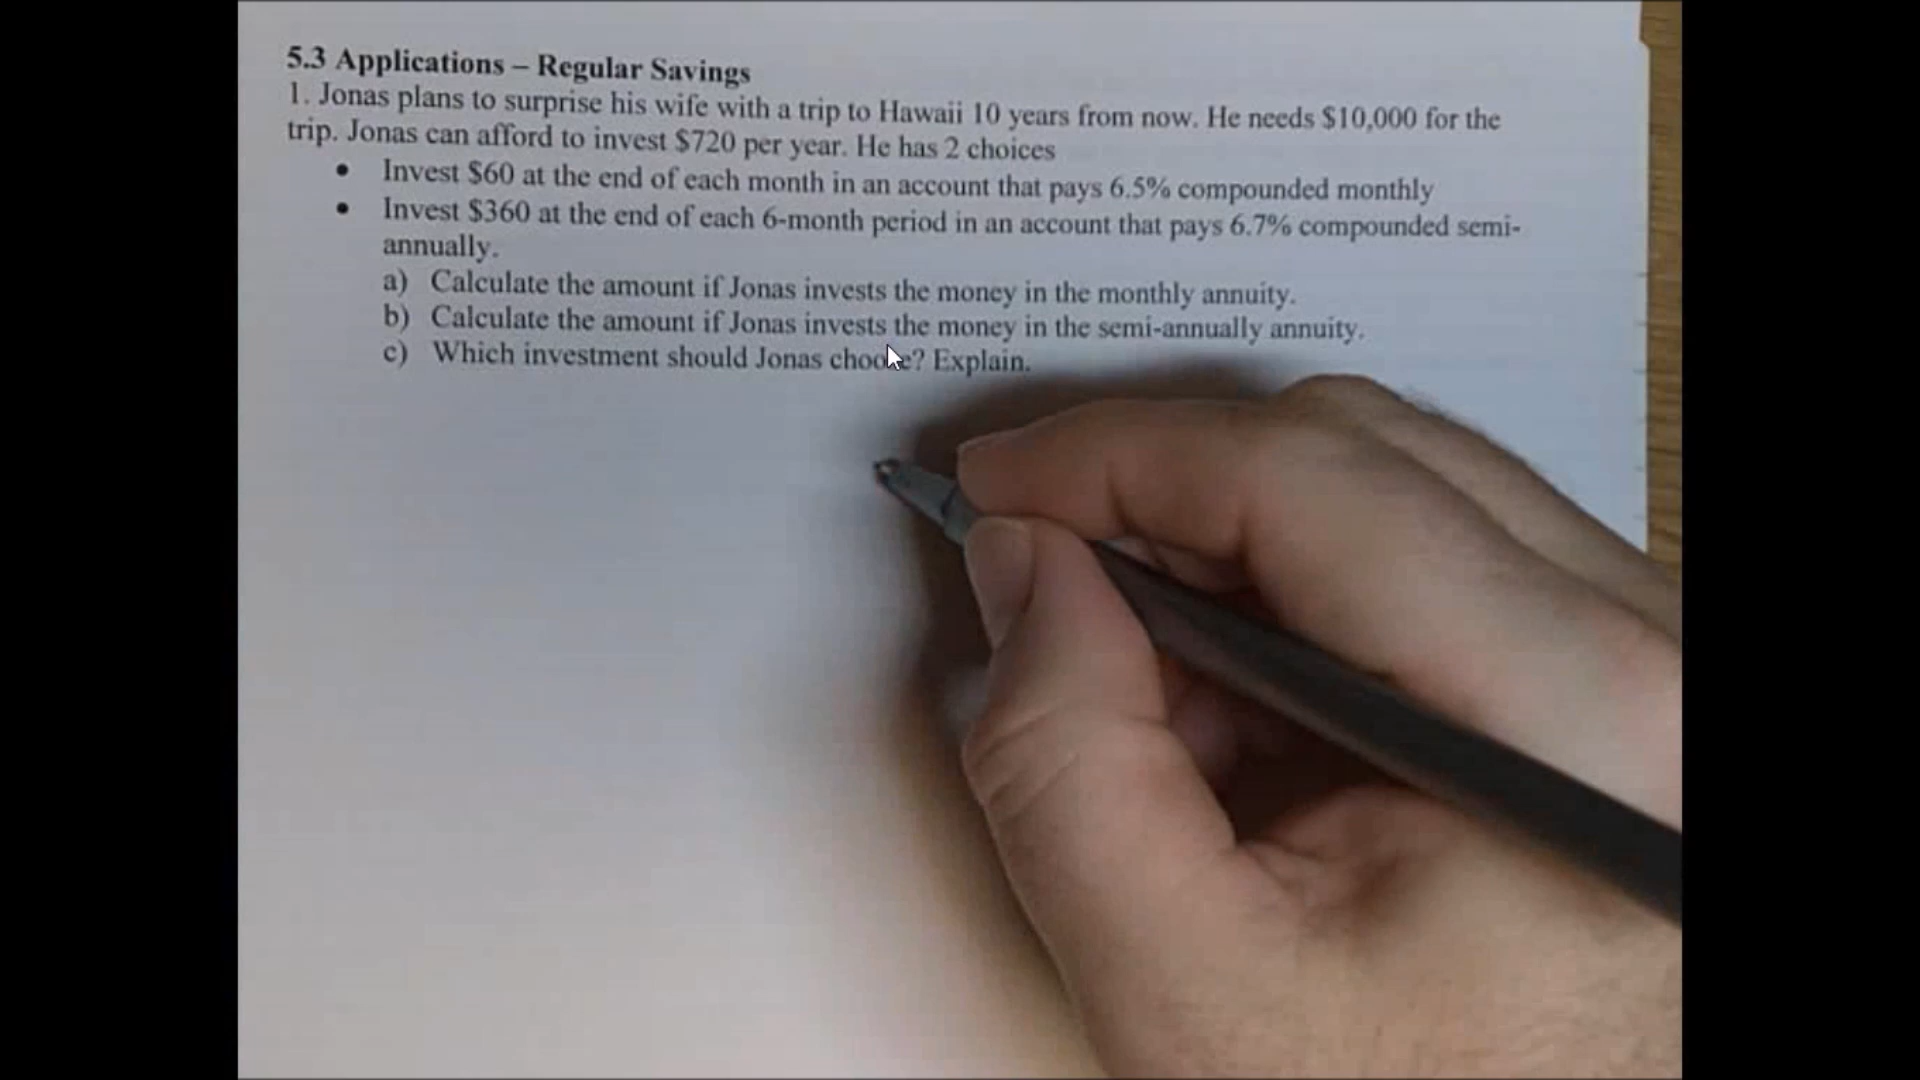 5.3 Applications – Regular Savings
1. Jonas plans to surprise his wife with a trip to Hawaii 10 years from now. He needs $10,000 for the
trip. Jonas can afford to invest $720 per year. He has 2 choices
• Invest $60 at the end of each month in an account that pays 6.5% compounded monthly
• Invest $360 at the end of each 6-month period in an account that pays 6.7% compounded semi-
annually.
a) Calculate the amount if Jonas invests the money in the monthly annuity.
b) Calculate the amount if Jonas invests the money in the semi-annually annuity.
c) Which investment should Jonas choose? Explain.